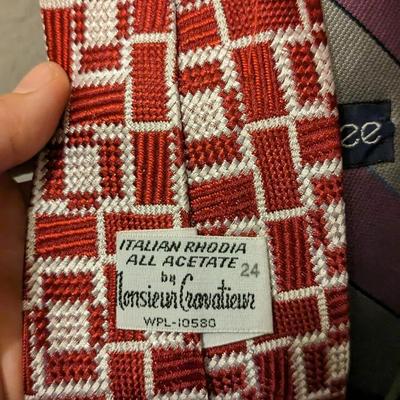 ITALIAN RHODIA
ALL ACETATE 24
by
Monsieur Cravatieur
WPL-10580
ee